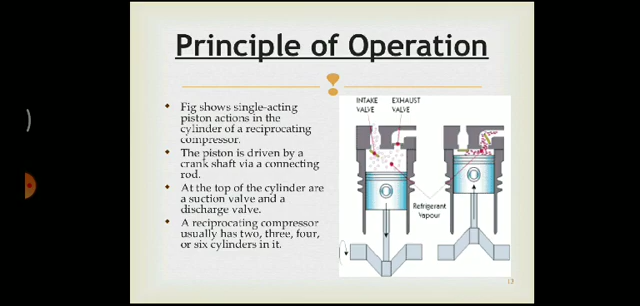 Principle of Operation
Fig shows single-acting
piston actions in the
cylinder of a reciprocating
compressor.
The piston is driven by a
crank shaft via a connecting
rod.
At the top of the cylinder are
a suction valve and a
discharge valve.
A reciprocating compressor
usually has two, three, four,
or six cylinders in it.
INTAKE
VALVE
EXHAUST
VALVE
Refrigerant
Vapour